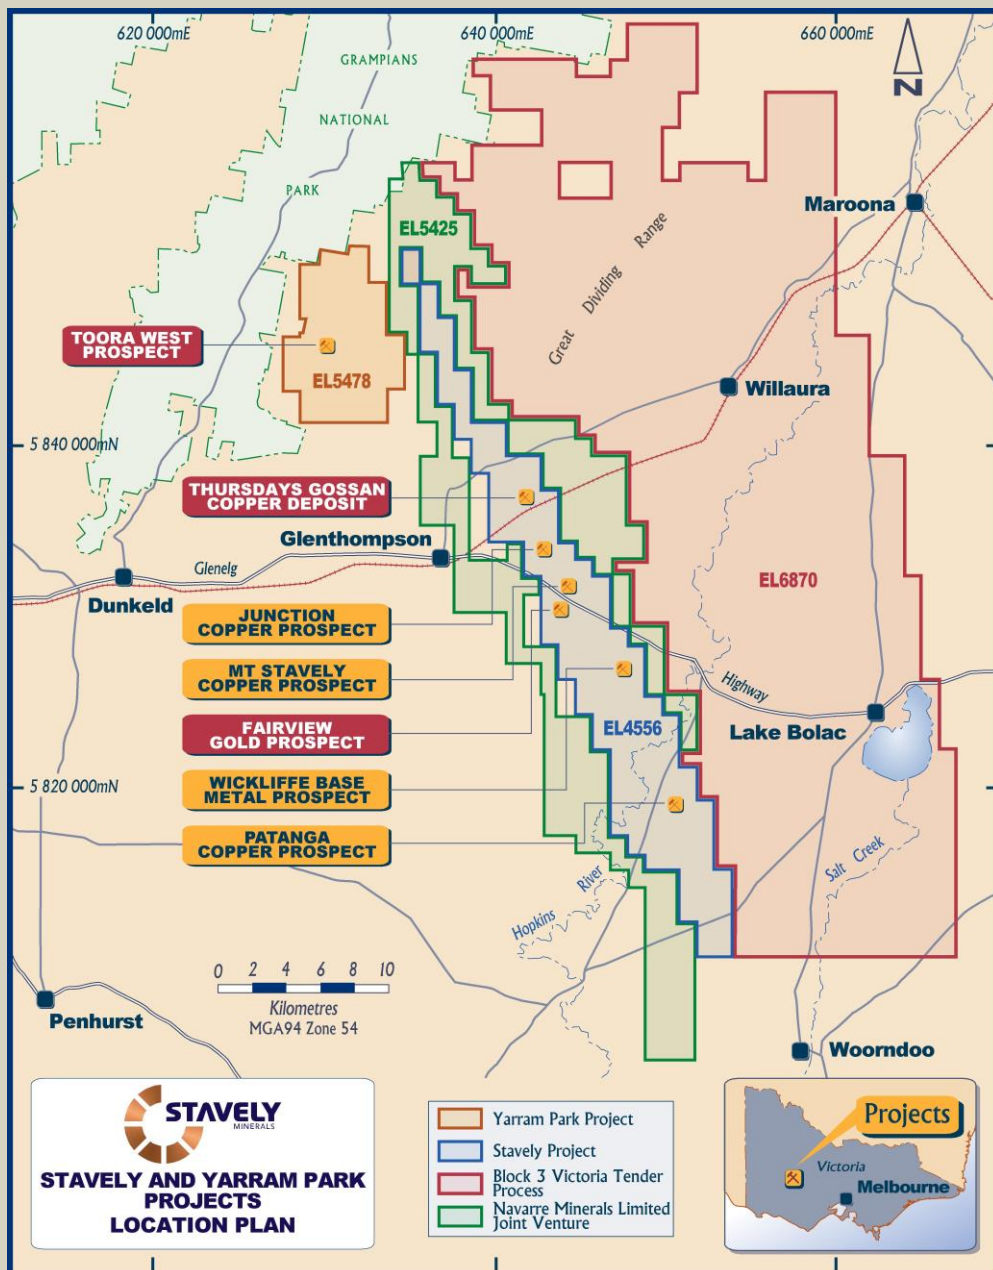 620 000mE
640 000mE
660 000mE
GRAMPIANS
NATIONAL
PARK
N
Maroona
EL5425
Great Dividing Range
TOORA WEST
PROSPECT
EL5478
Willaura
5 840 000mN
THURSDAYS GOSSAN
COPPER DEPOSIT
Glenthompson
Glenelg
Dunkeld
EL6870
JUNCTION
COPPER PROSPECT
MT STAVELY
COPPER PROSPECT
Highway
FAIRVIEW
GOLD PROSPECT
EL4556
Lake Bolac
5 820 000mN
WICKLIFFE BASE
METAL PROSPECT
PATANGA
COPPER PROSPECT
Salt Creek
Hopkins River
0 2 4 6 8 10
Kilometres
MGA94 Zone 54
Penhurst
Woorndoo
STAVELY
MINERALS
STAVELY AND YARRAM PARK
PROJECTS
LOCATION PLAN
Yarram Park Project
Stavely Project
Block 3 Victoria Tender
Process
Navarre Minerals Limited
Joint Venture
Projects
Victoria
Melbourne